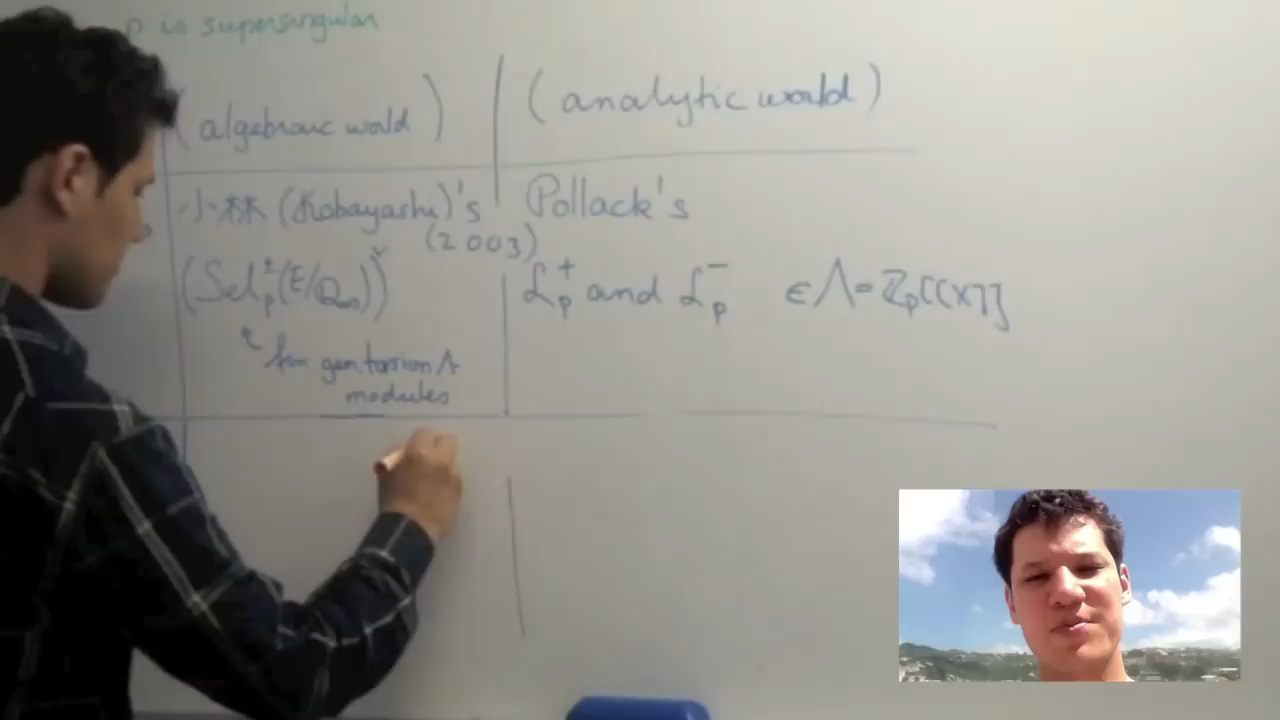 p is supersingular
(algebraic world)
(analytic world)
小林 (Kobayashi)'s
(2003)
Pollack's
(Sel_p^±(E/Q_∞))^∨
ℒ_p^+ and ℒ_p^- ∈ Λ = ℤ_p[[X]]
↖ fin gen torsion Λ
modules